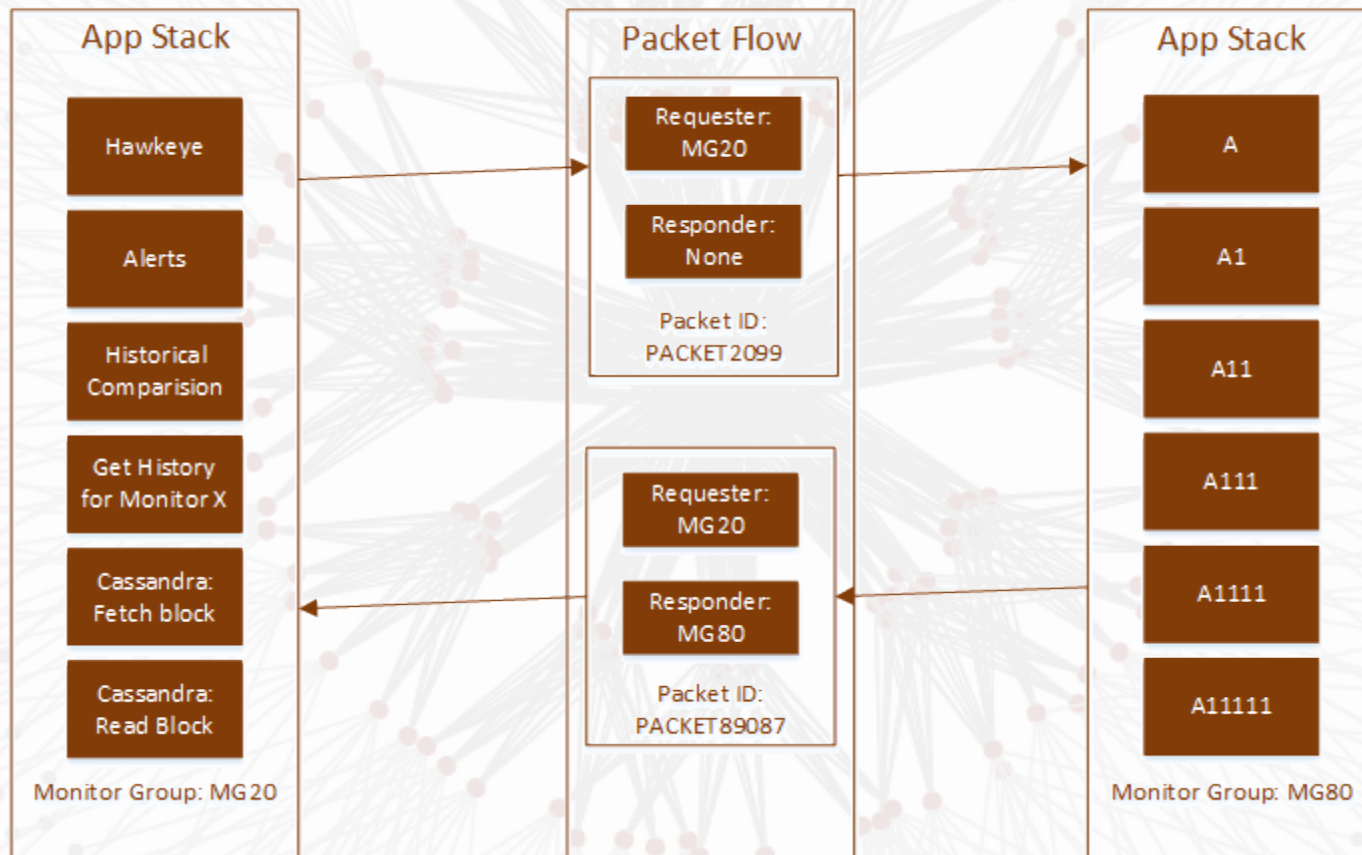 App Stack
Hawkeye
Alerts
Historical
Comparision
Get History
for Monitor X
Cassandra:
Fetch block
Cassandra:
Read Block
Monitor Group: MG20
Packet Flow
Requester:
MG20
Responder:
None
Packet ID:
PACKET2099
Requester:
MG20
Responder:
MG80
Packet ID:
PACKET89087
App Stack
A
A1
A11
A111
A1111
A11111
Monitor Group: MG80